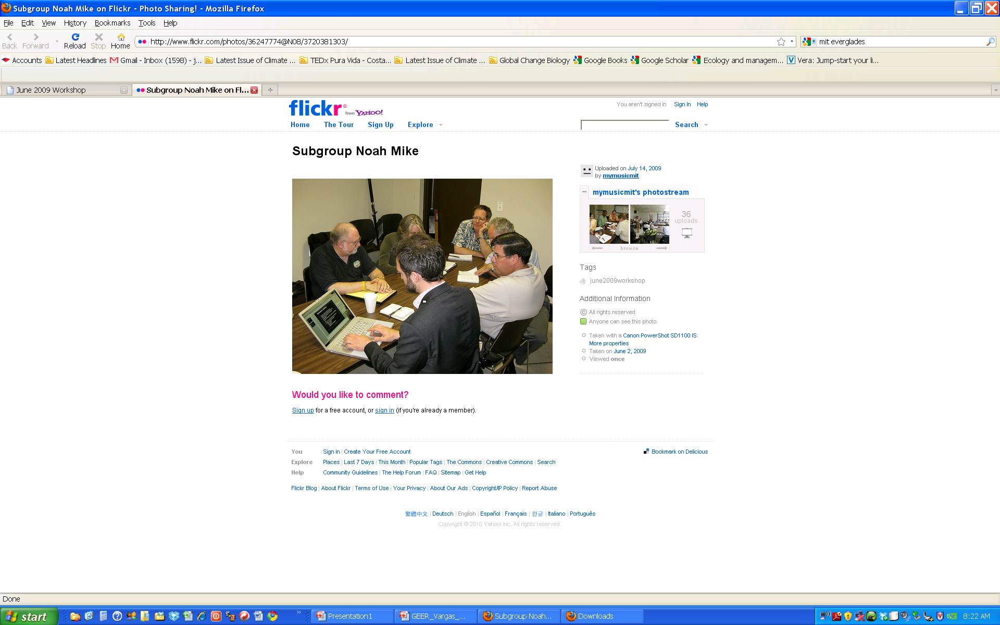 Subgroup Noah Mike on Flickr - Photo Sharing! - Mozilla Firefox
File Edit View History Bookmarks Tools Help
Back Forward Reload Stop Home http://www.flickr.com/photos/36247774@N08/3720381303/ mit everglades
Accounts Latest Headlines Gmail - Inbox (1598) - j... Latest Issue of Climate ... TEDx Pura Vida - Costa... Latest Issue of Climate ... Global Change Biology Google Books Google Scholar Ecology and managem... Vera: Jump-start your li...
June 2009 Workshop Subgroup Noah Mike on Fl...
flickr® from YAHOO! You aren't signed in Sign In Help
Home The Tour Sign Up Explore Search
Subgroup Noah Mike
Uploaded on July 14, 2009
by mymusicmit
mymusicmit's photostream
36
uploads
browse
Tags
june2009workshop
Additional Information
© All rights reserved
Anyone can see this photo
Taken with a Canon PowerShot SD1100 IS.
More properties
Taken on June 2, 2009
Viewed once
Would you like to comment?
Sign up for a free account, or sign in (if you're already a member).
You Sign in | Create Your Free Account Bookmark on Delicious
Explore Places | Last 7 Days | This Month | Popular Tags | The Commons | Creative Commons | Search
Help Community Guidelines | The Help Forum | FAQ | Sitemap | Get Help
Flickr Blog | About Flickr | Terms of Use | Your Privacy | About Our Ads | Copyright/IP Policy | Report Abuse
繁體中文 | Deutsch | English | Español | Français | 한글 | Italiano | Português
Copyright © 2010 Yahoo! Inc. All rights reserved.
Done
start Presentation1 GEER_Vargas_... Subgroup Noah... Downloads 8:22 AM